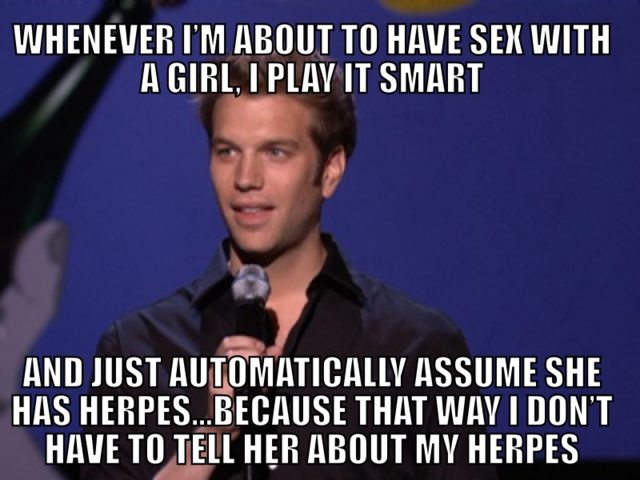 WHENEVER I'M ABOUT TO HAVE SEX WITH
A GIRL, I PLAY IT SMART
AND JUST AUTOMATICALLY ASSUME SHE
HAS HERPES...BECAUSE THAT WAY I DON'T
HAVE TO TELL HER ABOUT MY HERPES